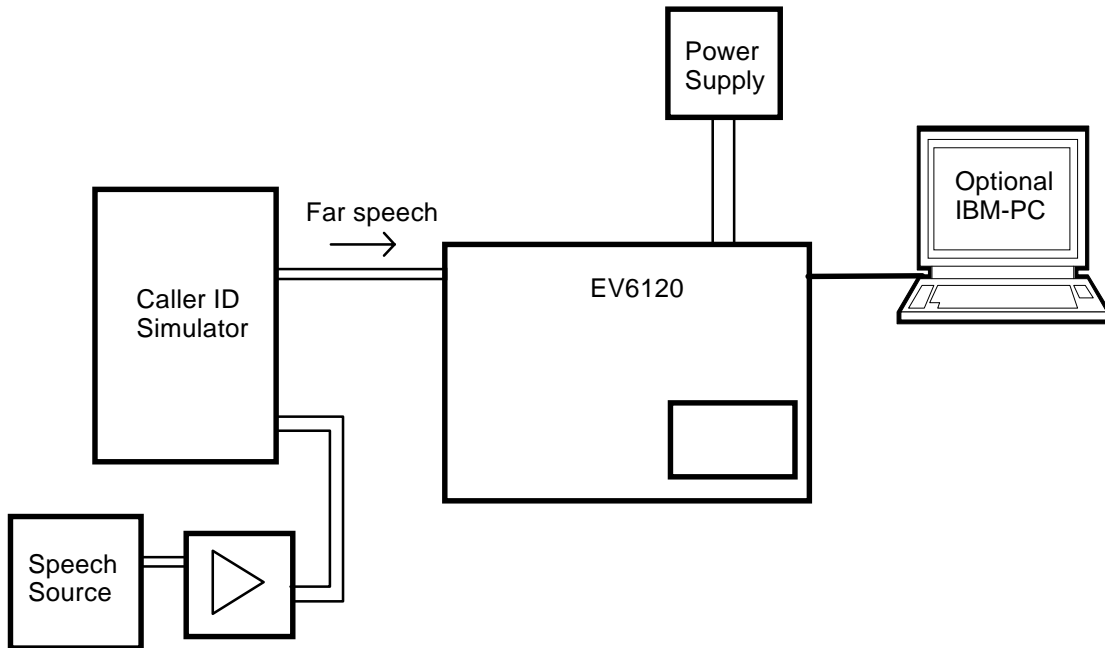 Power
Supply
Optional
IBM-PC
Far speech
EV6120
Caller ID
Simulator
Speech
Source